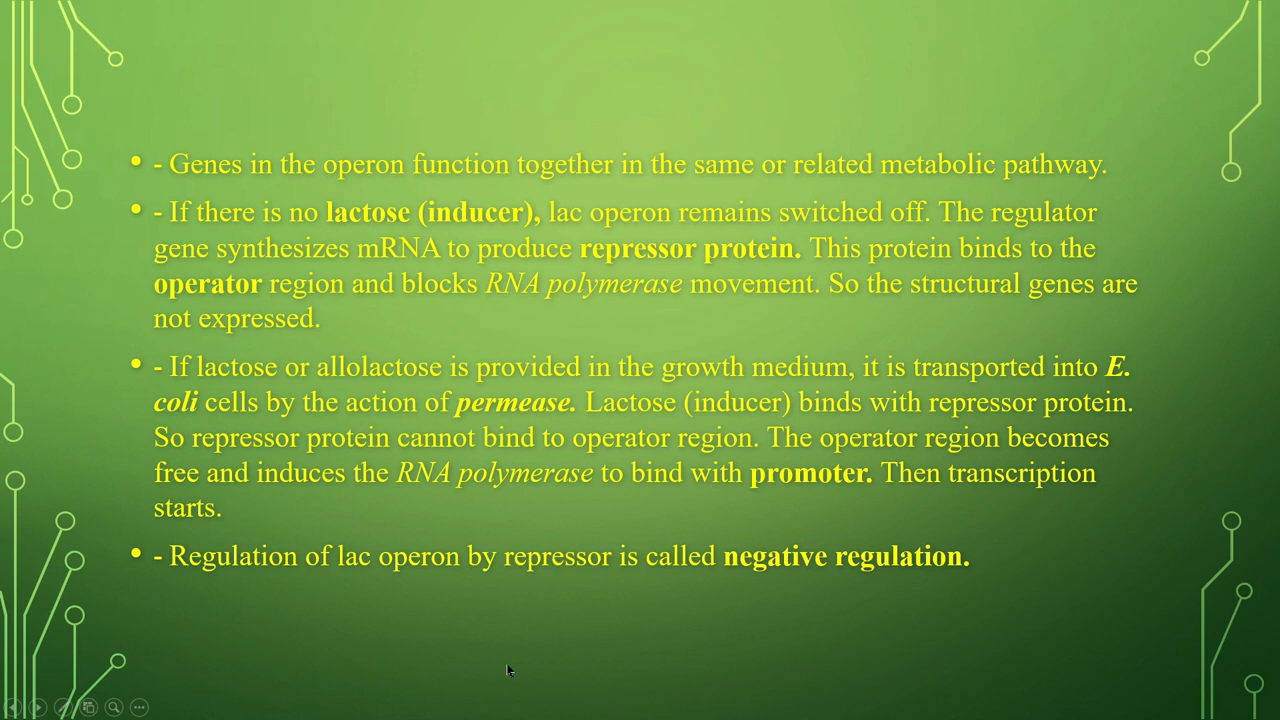 • - Genes in the operon function together in the same or related metabolic pathway.
• - If there is no lactose (inducer), lac operon remains switched off. The regulator
gene synthesizes mRNA to produce repressor protein. This protein binds to the
operator region and blocks RNA polymerase movement. So the structural genes are
not expressed.
• - If lactose or allolactose is provided in the growth medium, it is transported into E.
coli cells by the action of permease. Lactose (inducer) binds with repressor protein.
So repressor protein cannot bind to operator region. The operator region becomes
free and induces the RNA polymerase to bind with promoter. Then transcription
starts.
• - Regulation of lac operon by repressor is called negative regulation.